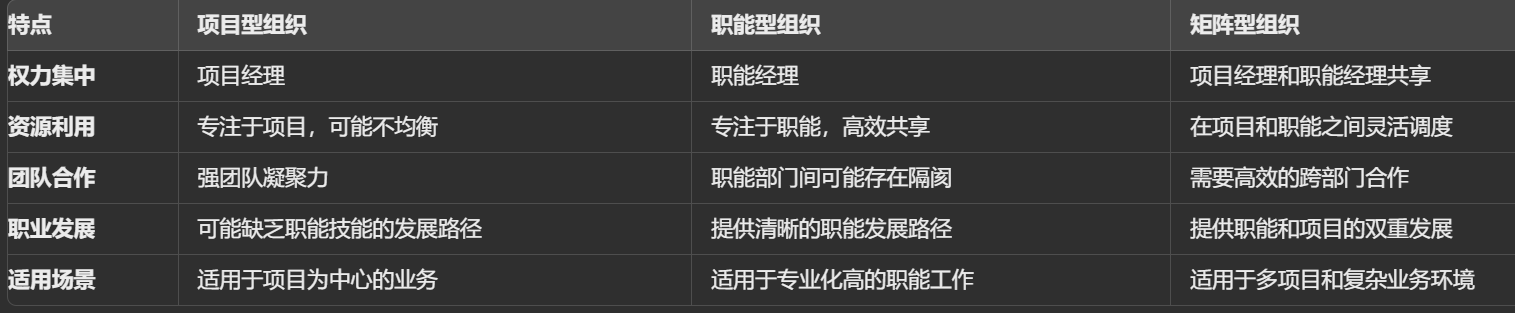 特点 项目型组织 职能型组织 矩阵型组织
权力集中 项目经理 职能经理 项目经理和职能经理共享
资源利用 专注于项目，可能不均衡 专注于职能，高效共享 在项目和职能之间灵活调度
团队合作 强团队凝聚力 职能部门间可能存在隔阂 需要高效的跨部门合作
职业发展 可能缺乏职能技能的发展路径 提供清晰的职能发展路径 提供职能和项目的双重发展
适用场景 适用于项目为中心的业务 适用于专业化高的职能工作 适用于多项目和复杂业务环境